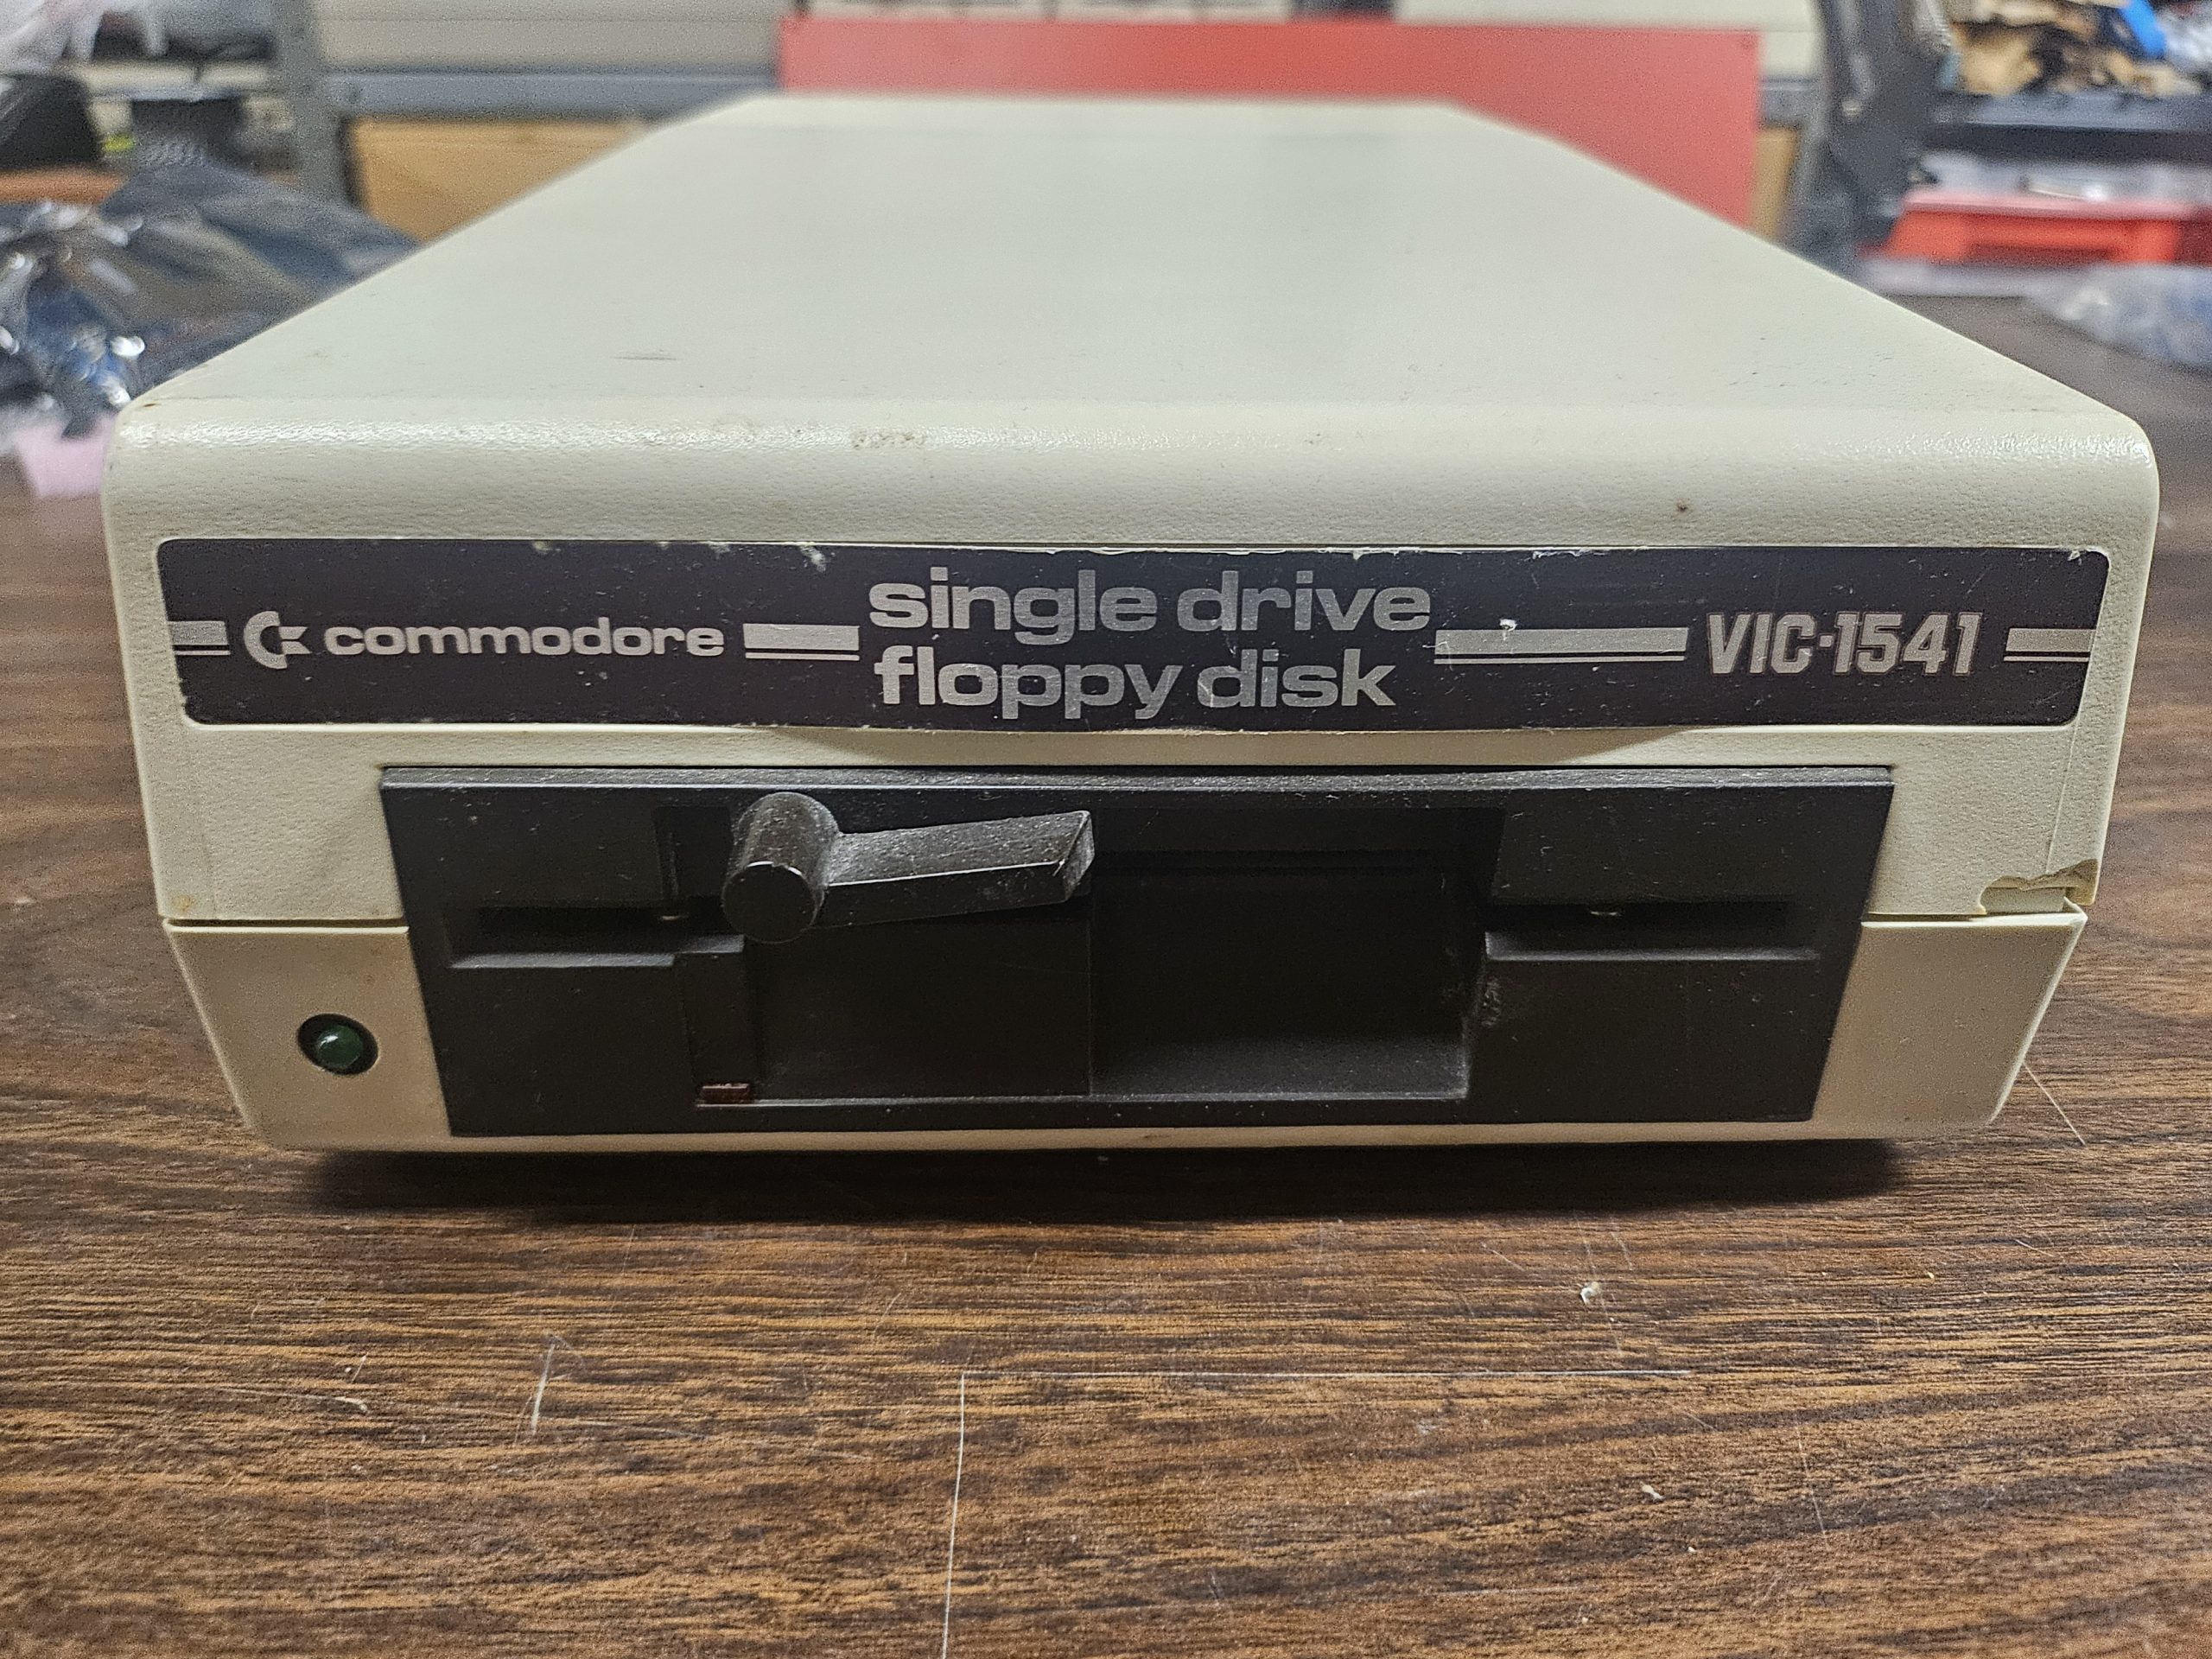 commodore
single drive
floppy disk
VIC-1541